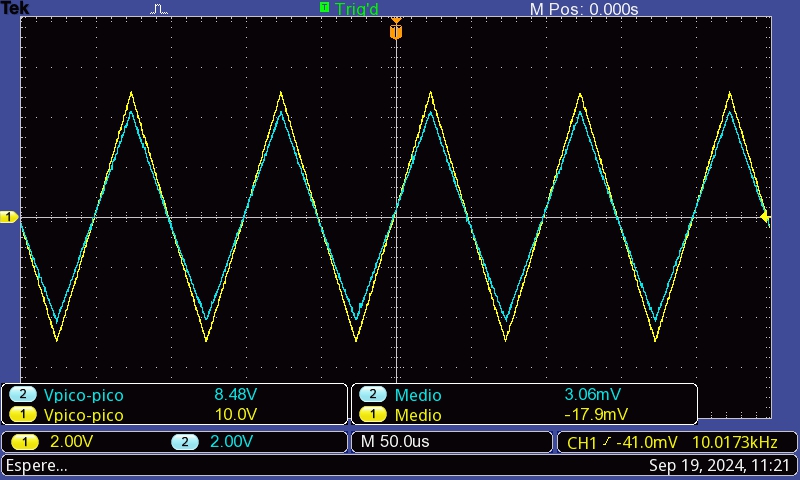 Tek T Trig'd M Pos: 0.000s
T
1
2 Vpico-pico 8.48V 2 Medio 3.06mV
1 Vpico-pico 10.0V 1 Medio -17.9mV
1 2.00V 2 2.00V M 50.0us CH1 -41.0mV 10.0173kHz
Espere... Sep 19, 2024, 11:21